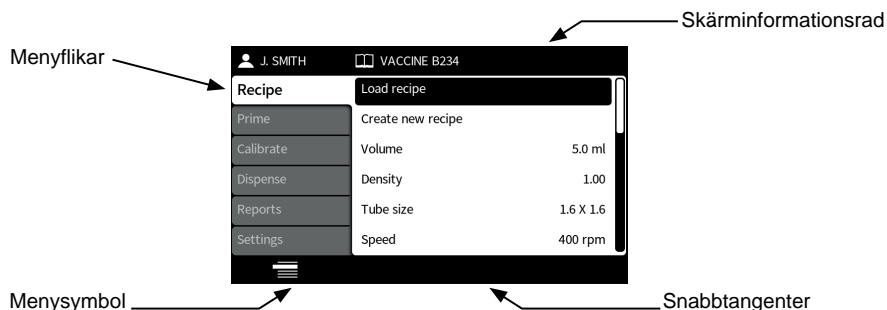 Skärminformationsrad
Menyflikar
J. SMITH VACCINE B234
Recipe Load recipe
Prime Create new recipe
Calibrate Volume 5.0 ml
Dispense Density 1.00
Reports Tube size 1.6 X 1.6
Settings Speed 400 rpm
Menysymbol Snabbtangenter